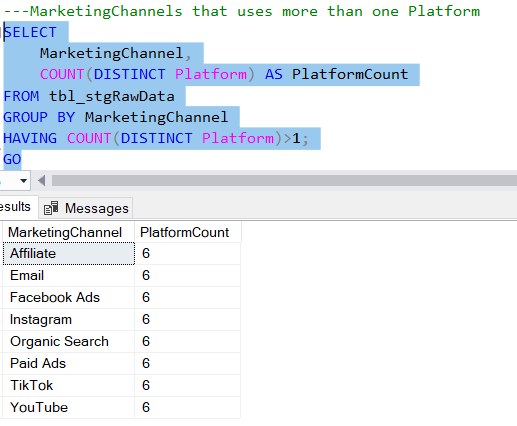 ---MarketingChannels that uses more than one Platform
SELECT
MarketingChannel,
COUNT(DISTINCT Platform) AS PlatformCount
FROM tbl_stgRawData
GROUP BY MarketingChannel
HAVING COUNT(DISTINCT Platform)>1;
GO
esults Messages
MarketingChannel PlatformCount
Affiliate 6
Email 6
Facebook Ads 6
Instagram 6
Organic Search 6
Paid Ads 6
TikTok 6
YouTube 6